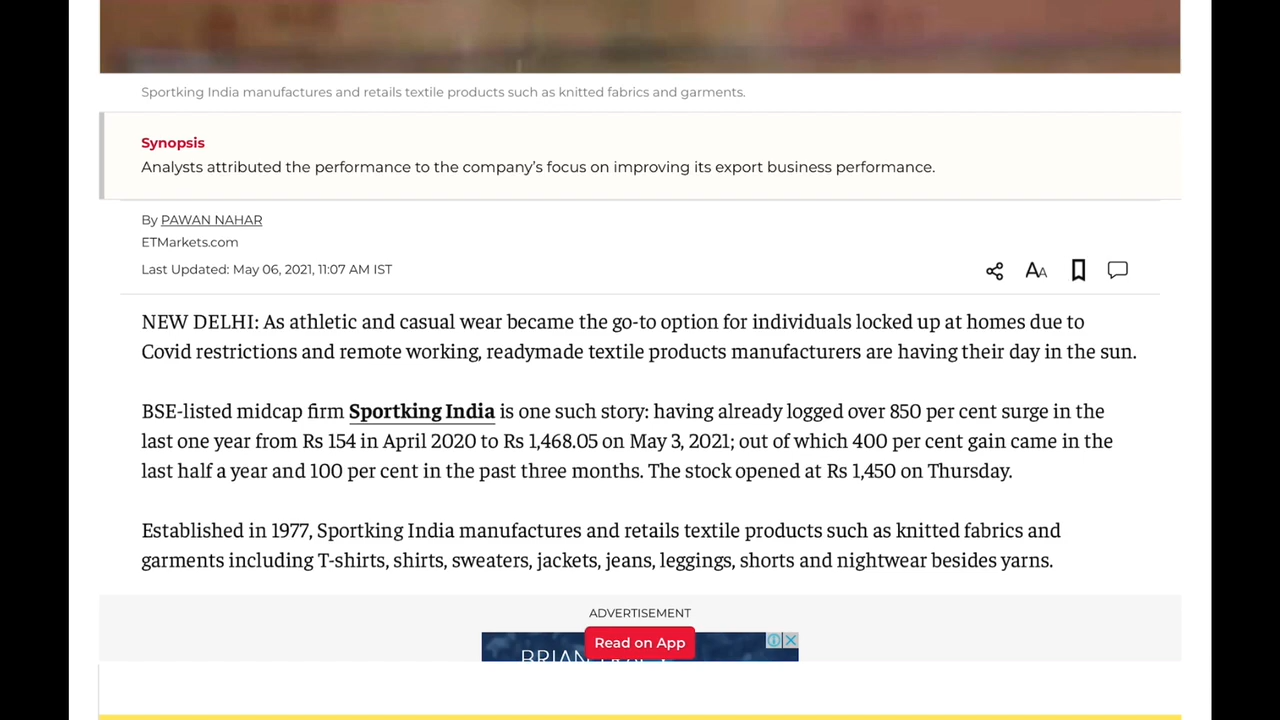 Sportking India manufactures and retails textile products such as knitted fabrics and garments.
Synopsis
Analysts attributed the performance to the company’s focus on improving its export business performance.
By PAWAN NAHAR
ETMarkets.com
Last Updated: May 06, 2021, 11:07 AM IST
AA
NEW DELHI: As athletic and casual wear became the go-to option for individuals locked up at homes due to
Covid restrictions and remote working, readymade textile products manufacturers are having their day in the sun.
BSE-listed midcap firm Sportking India is one such story: having already logged over 850 per cent surge in the
last one year from Rs 154 in April 2020 to Rs 1,468.05 on May 3, 2021; out of which 400 per cent gain came in the
last half a year and 100 per cent in the past three months. The stock opened at Rs 1,450 on Thursday.
Established in 1977, Sportking India manufactures and retails textile products such as knitted fabrics and
garments including T-shirts, shirts, sweaters, jackets, jeans, leggings, shorts and nightwear besides yarns.
ADVERTISEMENT
Read on App
BRIAN